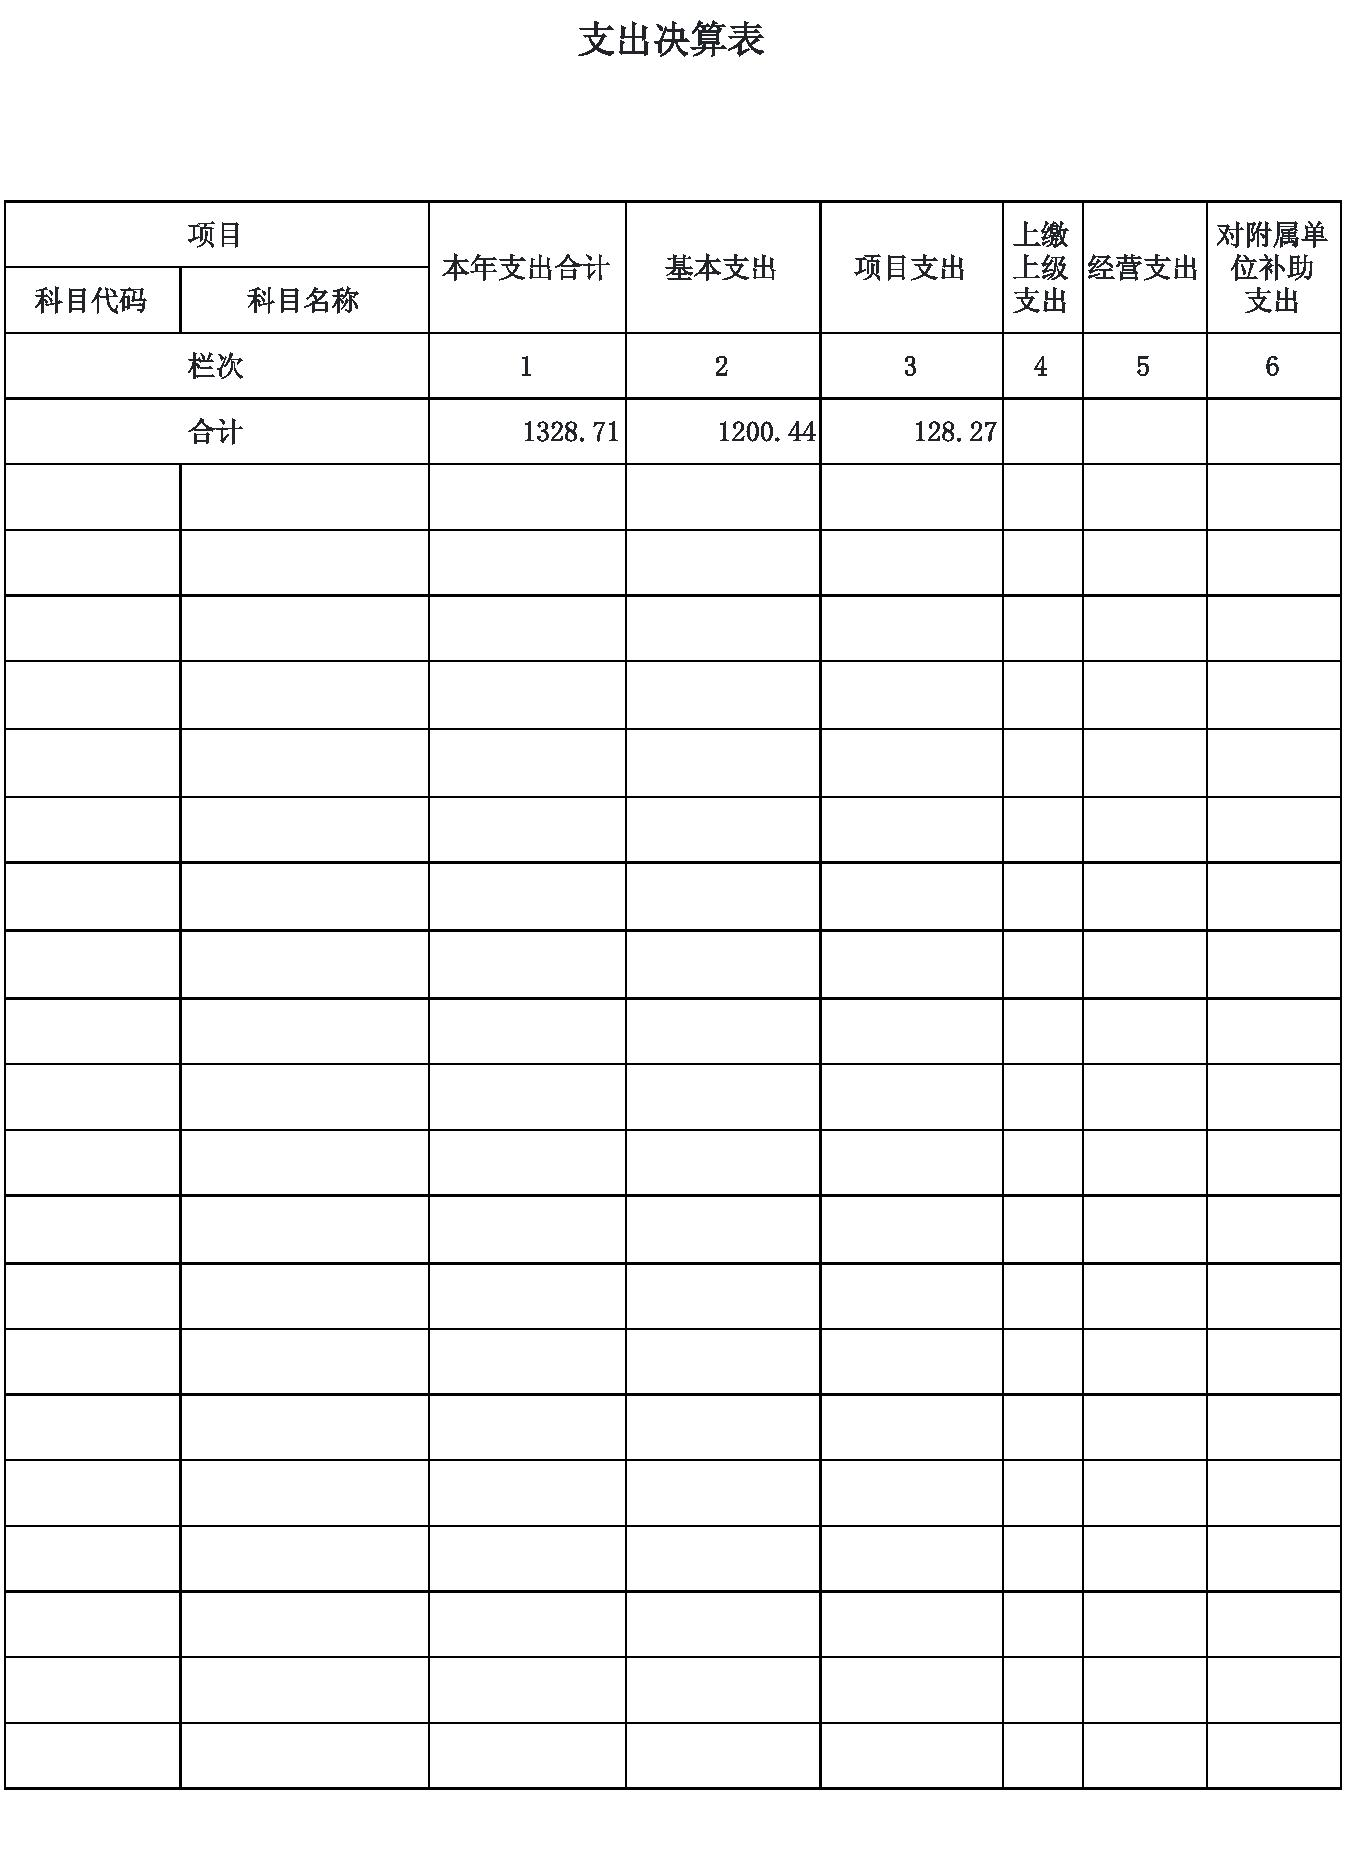 支出决算表
项目
本年支出合计
基本支出
项目支出
上缴
上级
支出
经营支出
对附属单
位补助
支出
科目代码
科目名称
栏次 1 2 3 4 5 6
合计 1328.71 1200.44 128.27